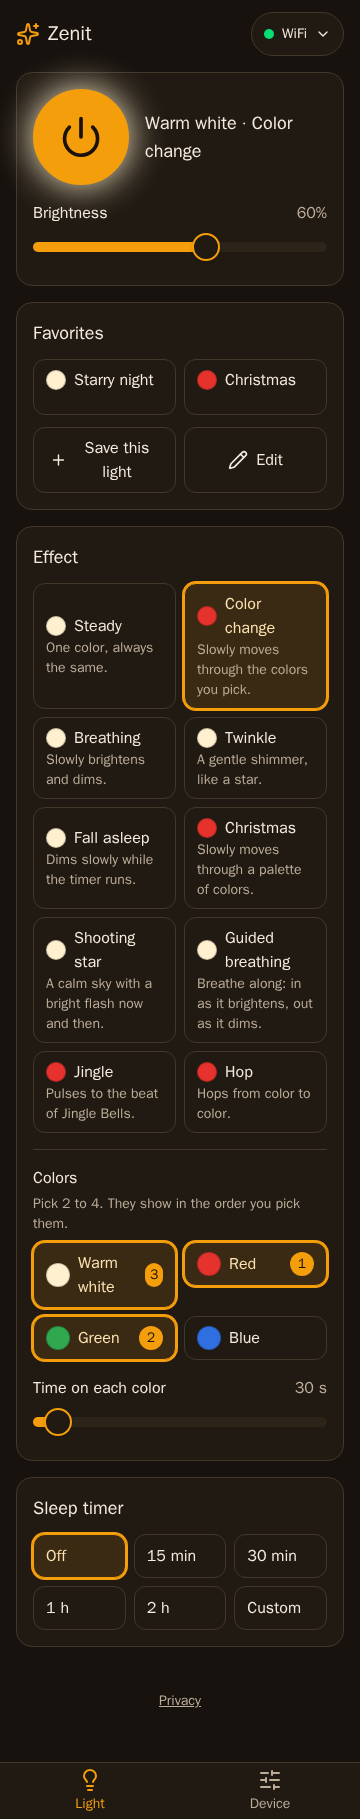 Zenit
WiFi
Warm white · Color
change
Brightness
60%
Favorites
Starry night
Christmas
Save this
light
Edit
Effect
Steady
One color, always
the same.
Color
change
Slowly moves
through the colors
you pick.
Breathing
Slowly brightens
and dims.
Twinkle
A gentle shimmer,
like a star.
Fall asleep
Dims slowly while
the timer runs.
Christmas
Slowly moves
through a palette
of colors.
Shooting
star
A calm sky with a
bright flash now
and then.
Guided
breathing
Breathe along: in
as it brightens, out
as it dims.
Jingle
Pulses to the beat
of Jingle Bells.
Hop
Hops from color to
color.
Colors
Pick 2 to 4. They show in the order you pick
them.
Warm
white
3
Red
1
Green
2
Blue
Time on each color
30 s
Sleep timer
Off
15 min
30 min
1 h
2 h
Custom
Privacy
Light
Device